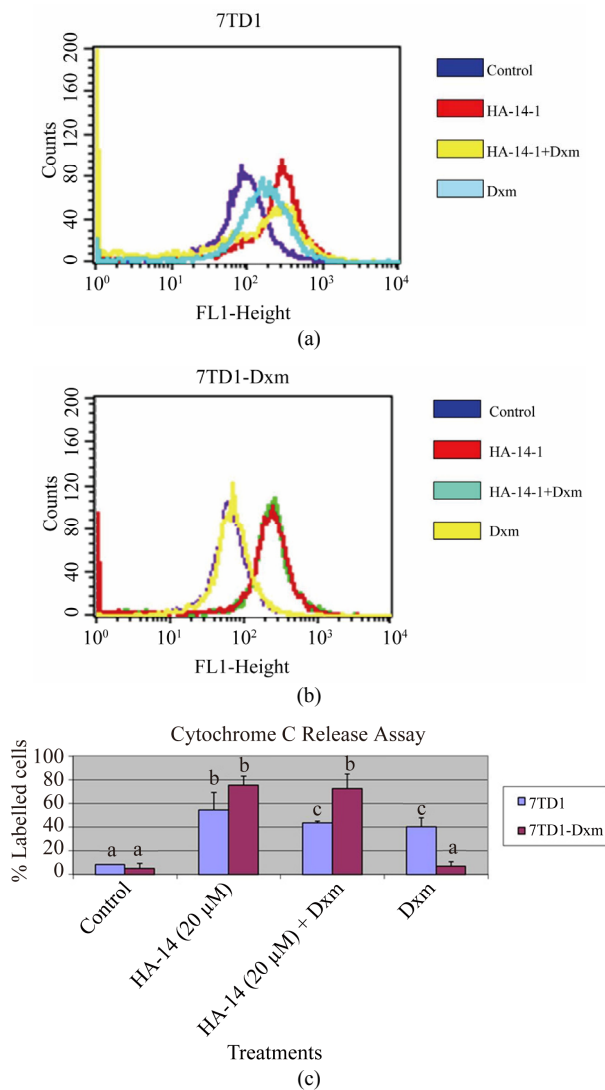 7TD1
Counts
200
160
120
80
40
0
10⁰ 10¹ 10² 10³ 10⁴
FL1-Height
Control
HA-14-1
HA-14-1+Dxm
Dxm
(a)
7TD1-Dxm
Counts
200
160
120
80
40
0
10⁰ 10¹ 10² 10³ 10⁴
FL1-Height
Control
HA-14-1
HA-14-1+Dxm
Dxm
(b)
Cytochrome C Release Assay
% Labelled cells
100
80
60
40
20
0
a a b b c b c a
Control
HA-14 (20 μM)
HA-14 (20 μM) + Dxm
Dxm
7TD1
7TD1-Dxm
Treatments
(c)